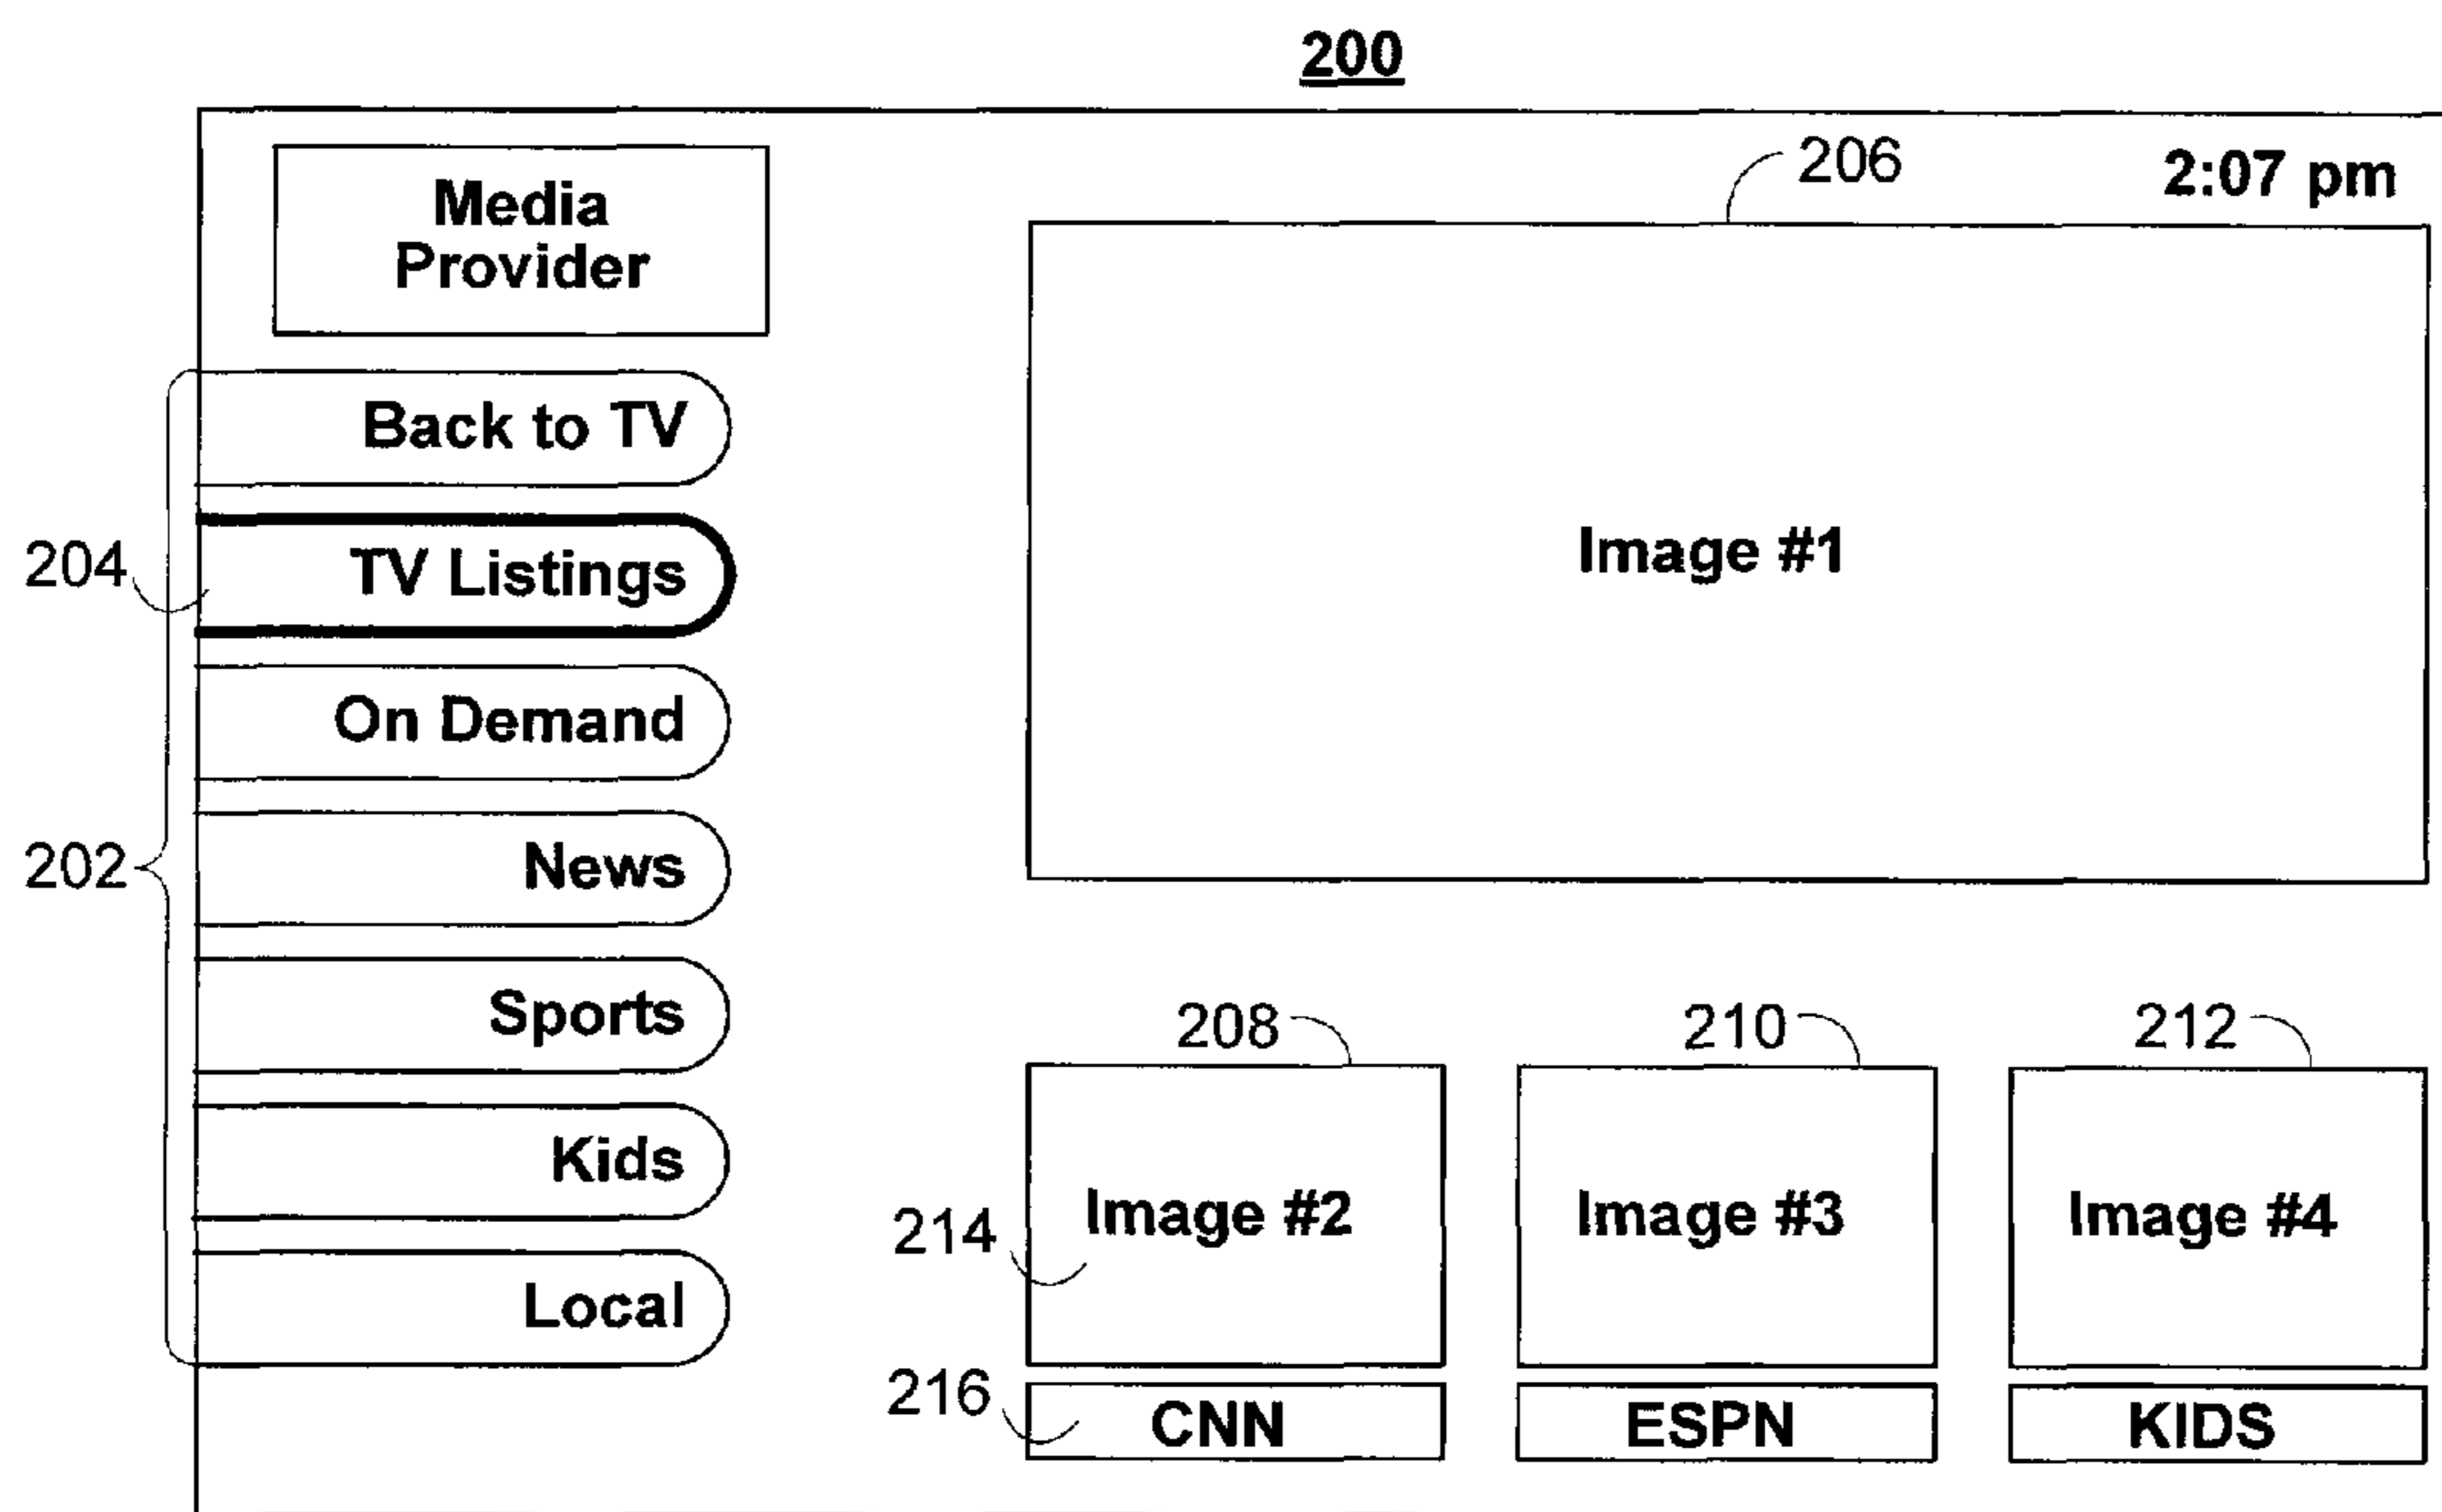 200
206
2:07 pm
Media
Provider
Back to TV
204
TV Listings
Image #1
On Demand
202
News
Sports
208
210
212
Kids
214
Image #2
Image #3
Image #4
Local
216
CNN
ESPN
KIDS